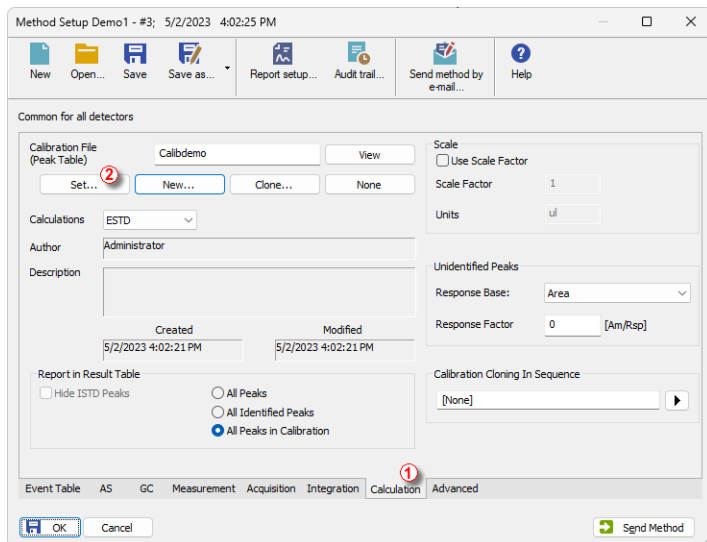 Method Setup Demo1 - #3; 5/2/2023 4:02:25 PM
New Open... Save Save as... Report setup... Audit trail... Send method by e-mail... Help
Common for all detectors
Calibration File
(Peak Table)
Calibdemo
View
Set...
2
New...
Clone...
None
Calculations ESTD
Author Administrator
Description
Created Modified
5/2/2023 4:02:21 PM 5/2/2023 4:02:21 PM
Report in Result Table
Hide ISTD Peaks
All Peaks
All Identified Peaks
All Peaks in Calibration
Scale
Use Scale Factor
Scale Factor 1
Units ul
Unidentified Peaks
Response Base: Area
Response Factor 0 [Am/Rsp]
Calibration Cloning In Sequence
[None]
1
Event Table AS GC Measurement Acquisition Integration Calculation Advanced
OK Cancel Send Method